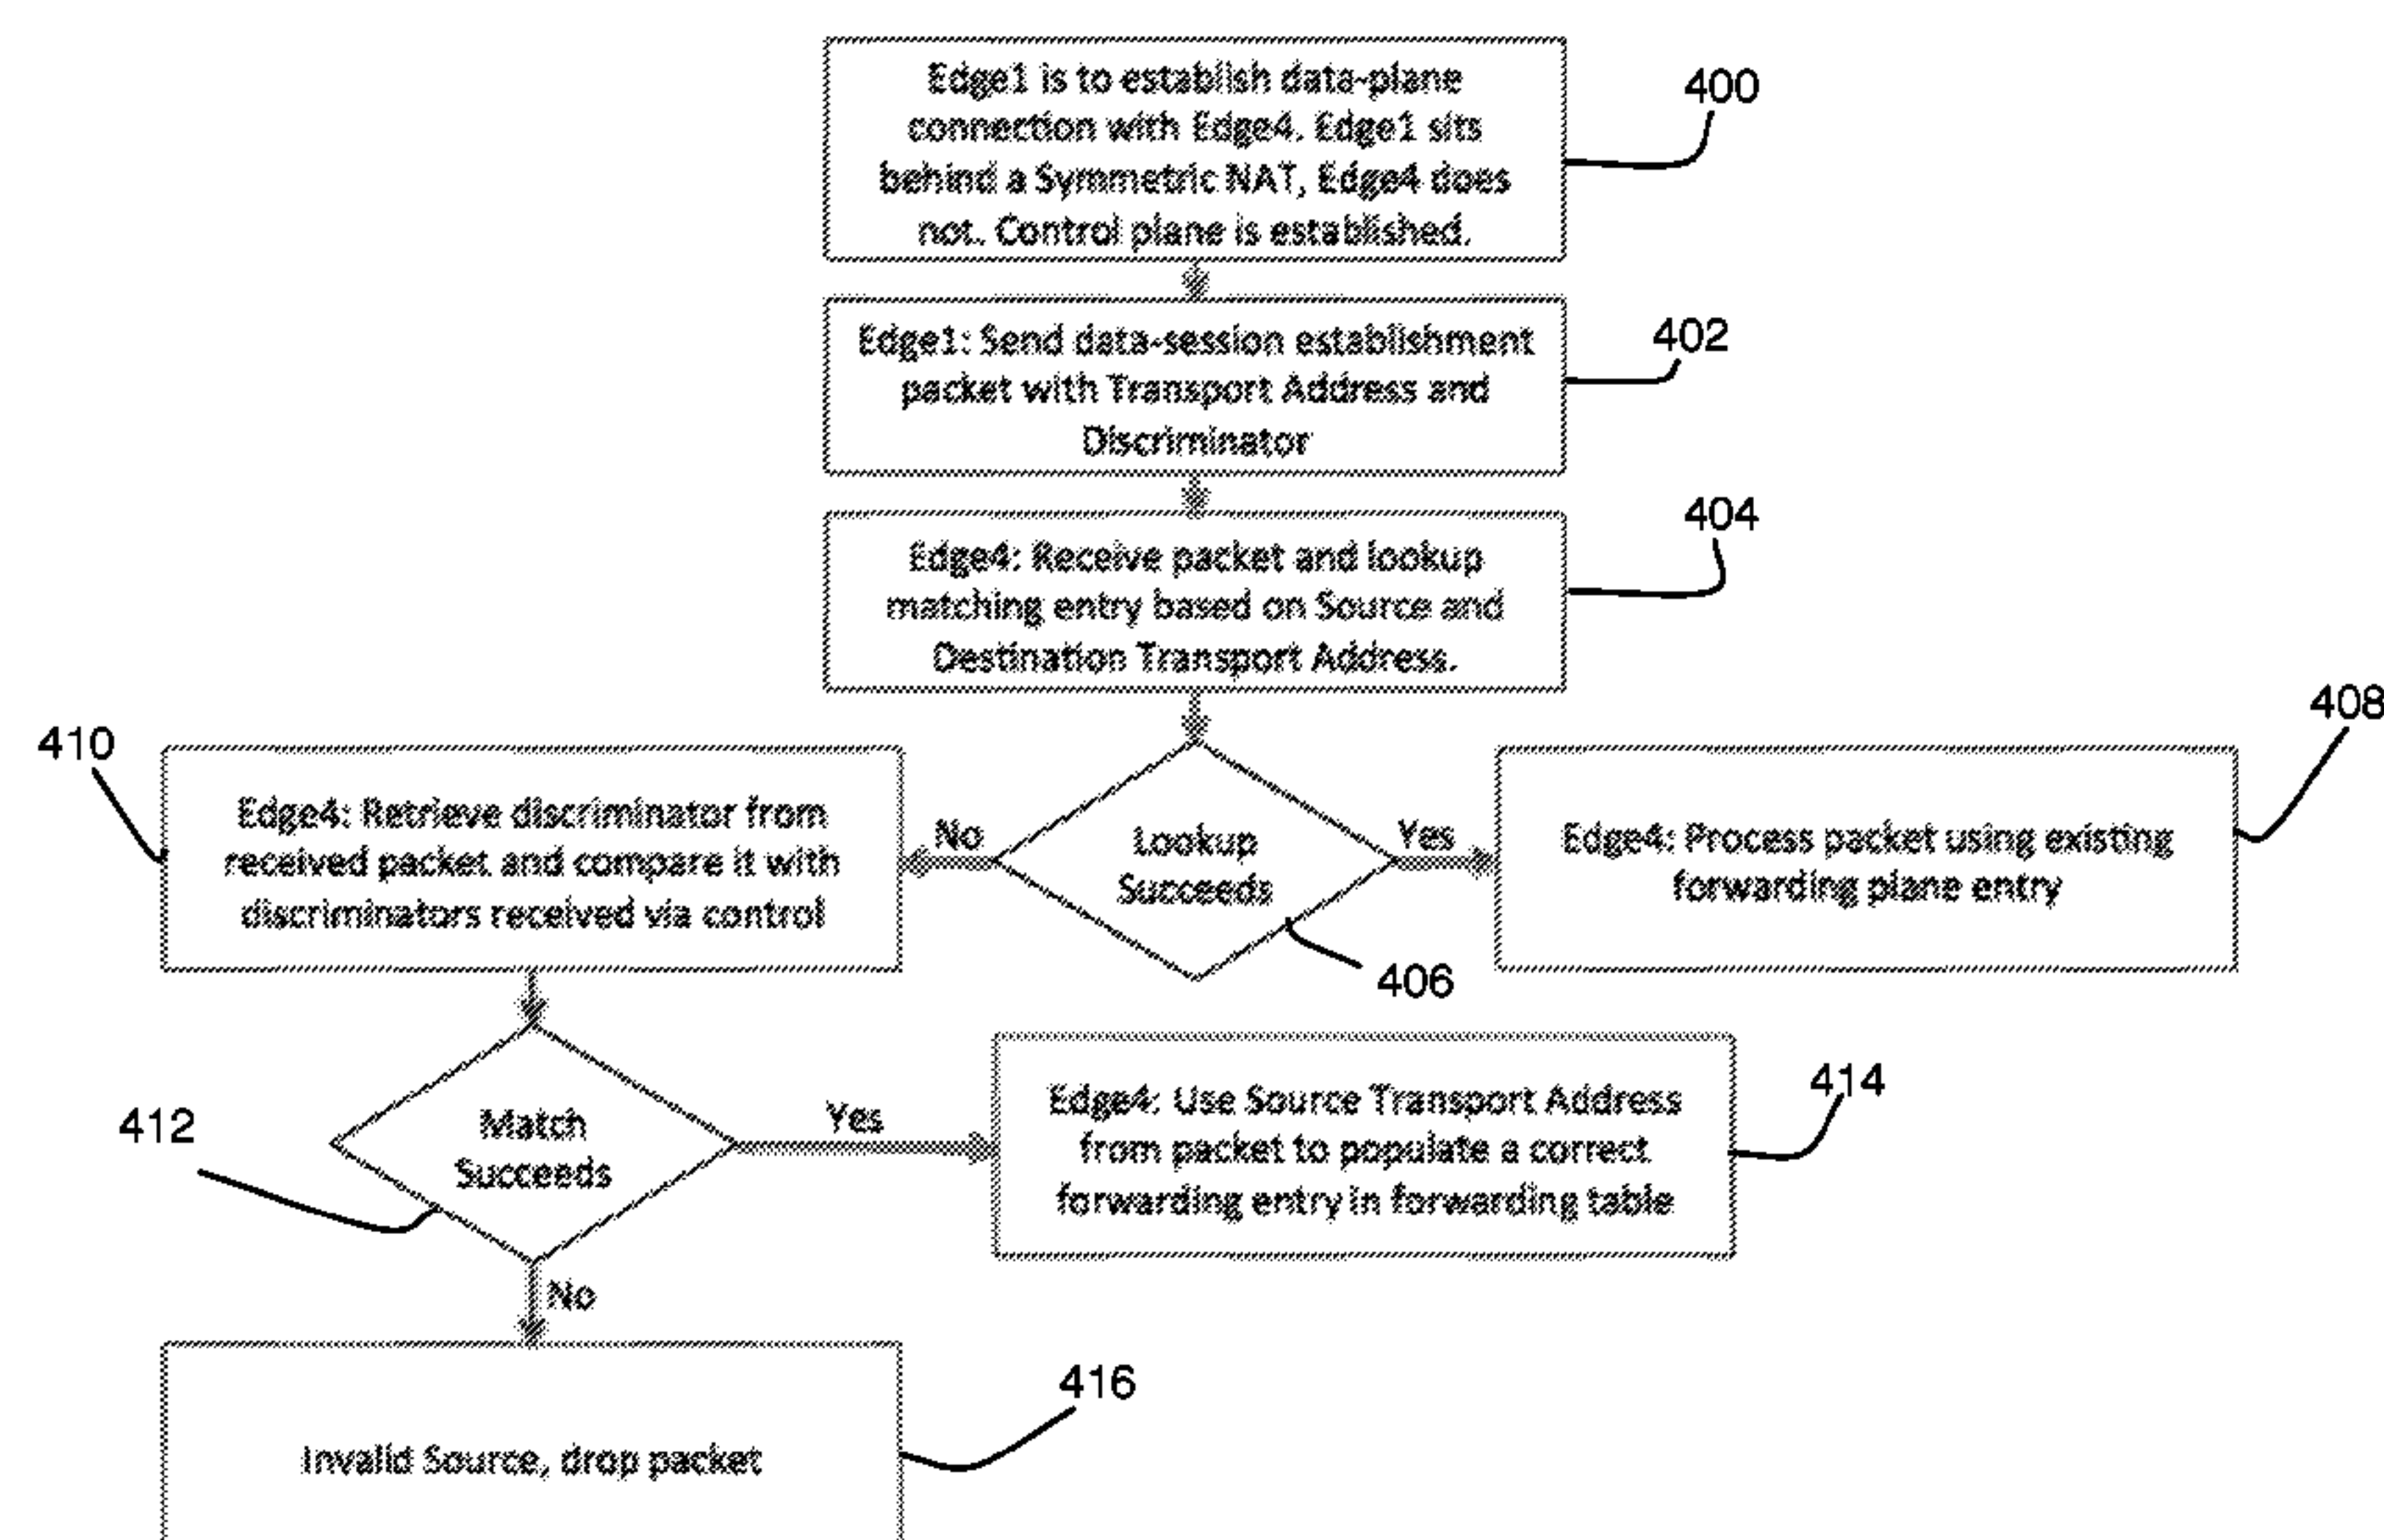 Edge1 is to establish data-plane
connection with Edge4. Edge1 sits
behind a Symmetric NAT, Edge4 does
not. Control plane is established.
400
Edge1: Send data-session establishment
packet with Transport Address and
Discriminator
402
Edge4: Receive packet and lookup
matching entry based on Source and
Destination Transport Address.
404
410
Edge4: Retrieve discriminator from
received packet and compare it with
discriminators received via control
No
Lookup
Succeeds
406
Yes
Edge4: Process packet using existing
forwarding plane entry
408
412
Match
Succeeds
Yes
Edge4: Use Source Transport Address
from packet to populate a correct
forwarding entry in forwarding table
414
No
Invalid Source, drop packet
416